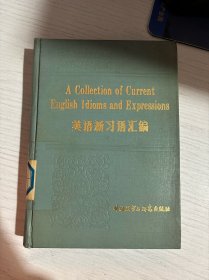 A Collection of Current
English Idioms and Expressions
英语新习语汇编